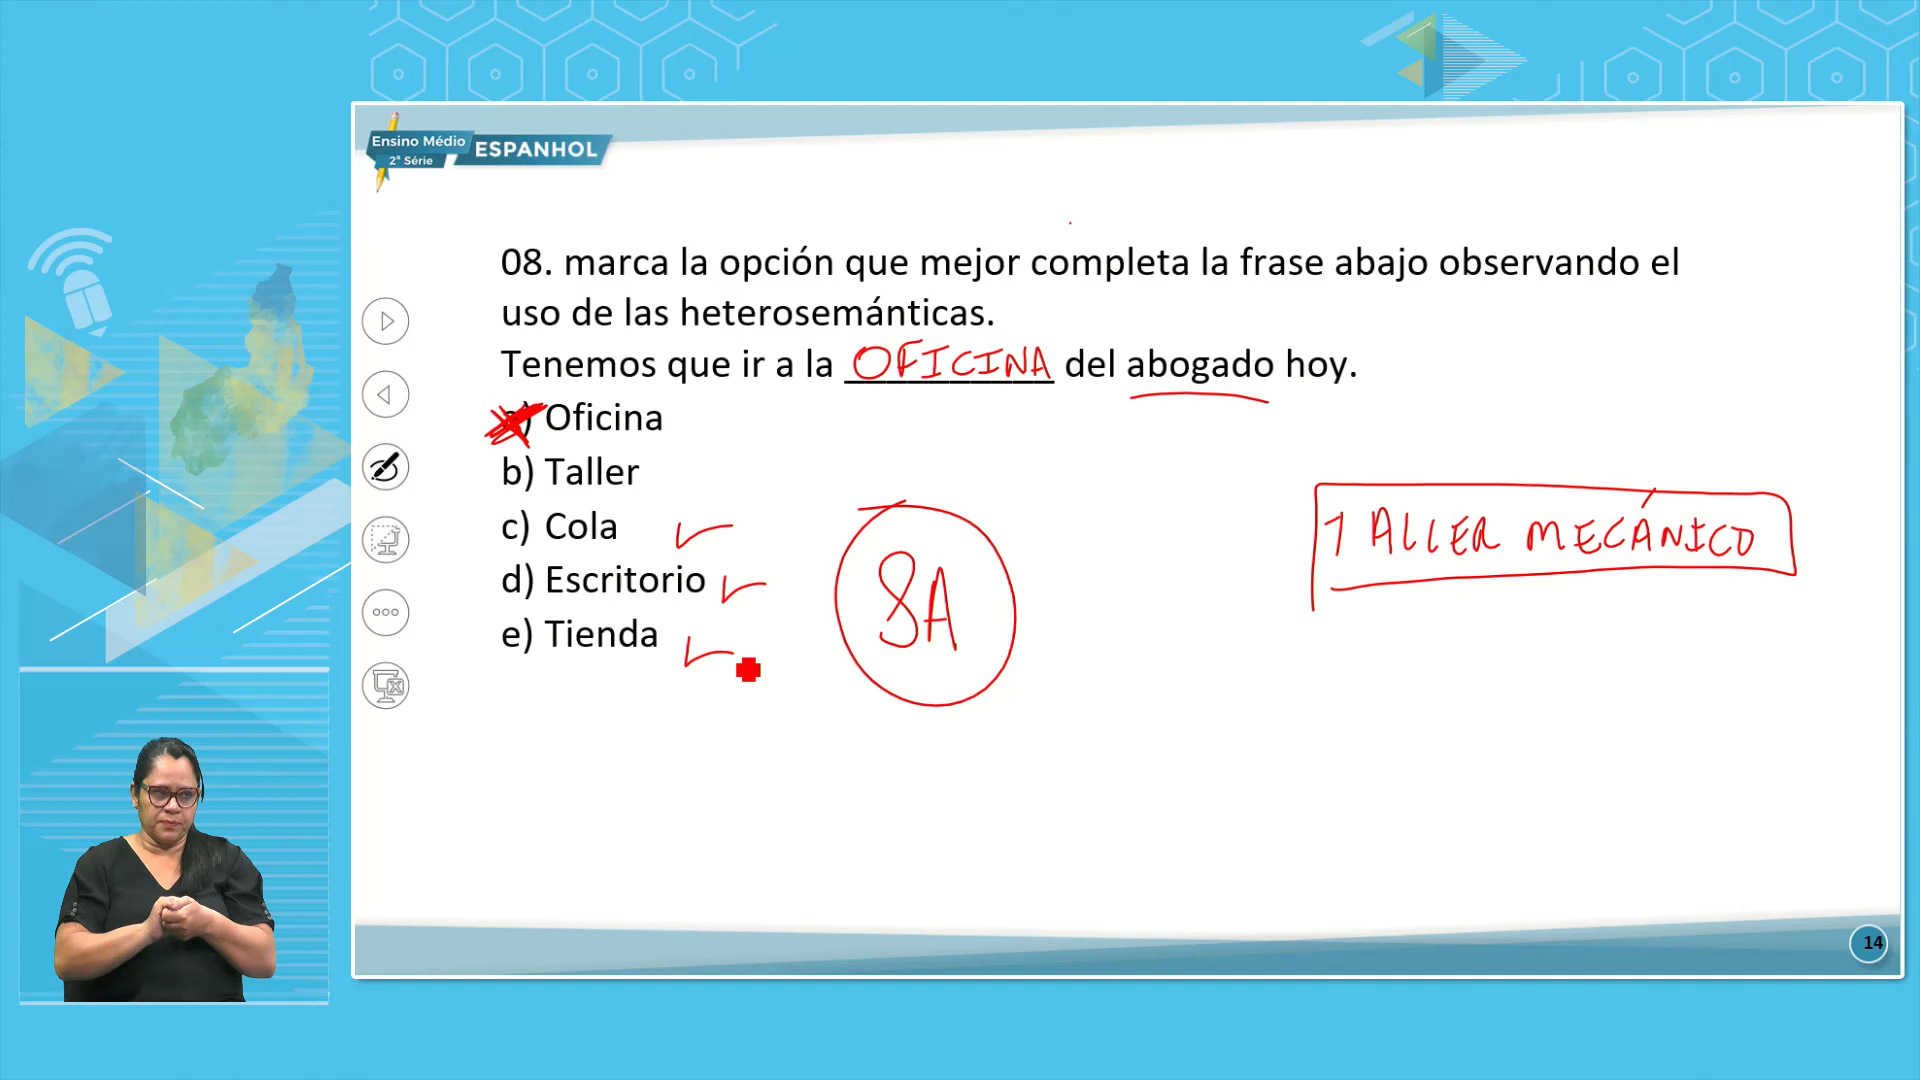 Ensino Médio
2ª Série
ESPANHOL
08. marca la opción que mejor completa la frase abajo observando el
uso de las heterosemánticas.
Tenemos que ir a la OFICINA del abogado hoy.
a) Oficina
b) Taller
c) Cola
d) Escritorio
e) Tienda
8A
TALLER MECÁNICO
14